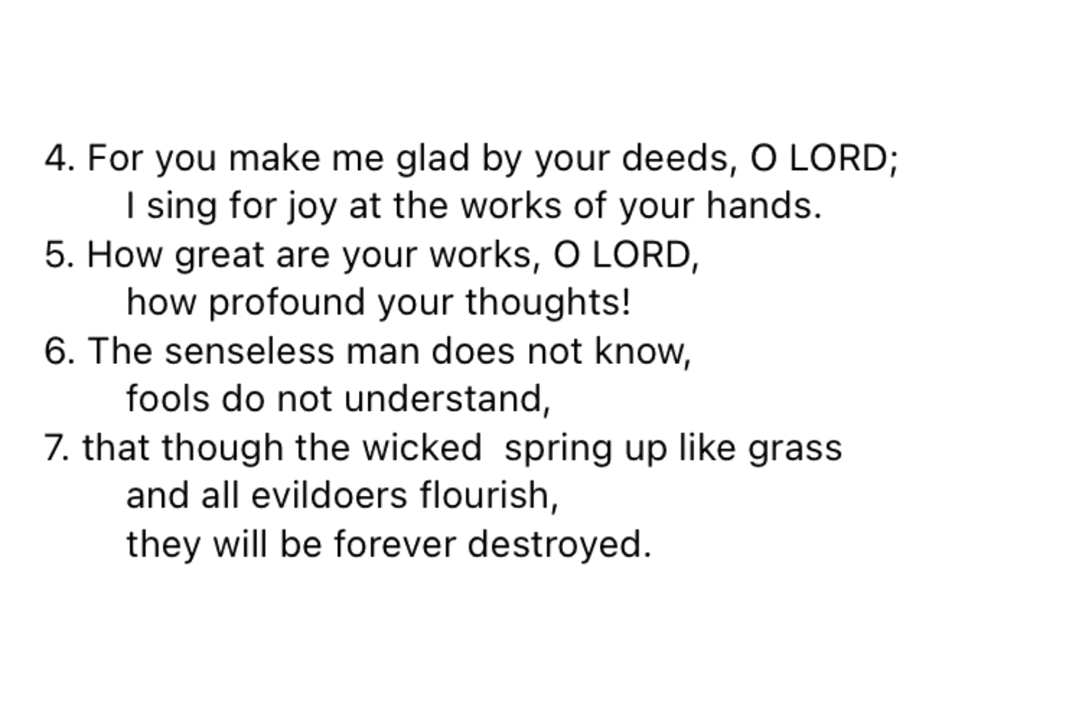 4. For you make me glad by your deeds, O LORD;
I sing for joy at the works of your hands.
5. How great are your works, O LORD,
how profound your thoughts!
6. The senseless man does not know,
fools do not understand,
7. that though the wicked  spring up like grass
and all evildoers flourish,
they will be forever destroyed.